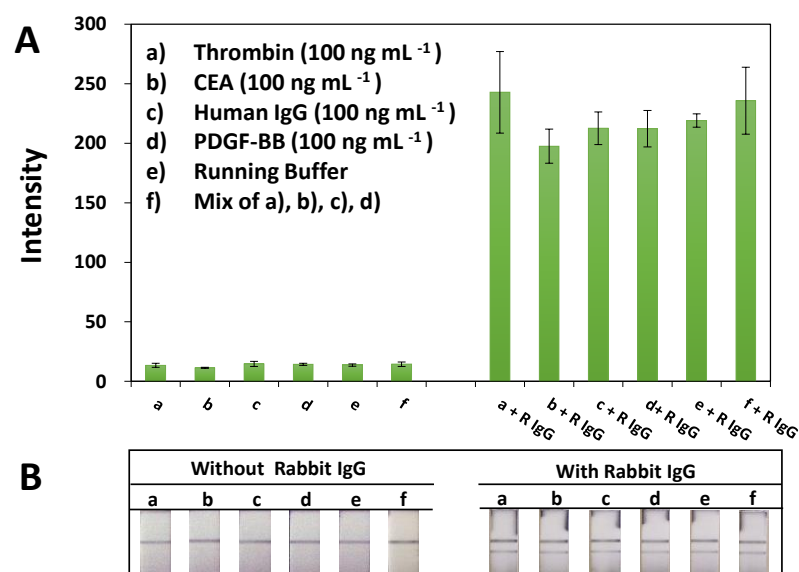 A
300
250
200
150
100
50
0
Intensity
a) Thrombin (100 ng mL -1 )
b) CEA (100 ng mL -1 )
c) Human IgG (100 ng mL -1 )
d) PDGF-BB (100 ng mL -1 )
e) Running Buffer
f) Mix of a), b), c), d)
a b c d e f a + R IgG b + R IgG c + R IgG d+ R IgG e + R IgG f + R IgG
B
Without Rabbit IgG With Rabbit IgG
a b c d e f a b c d e f